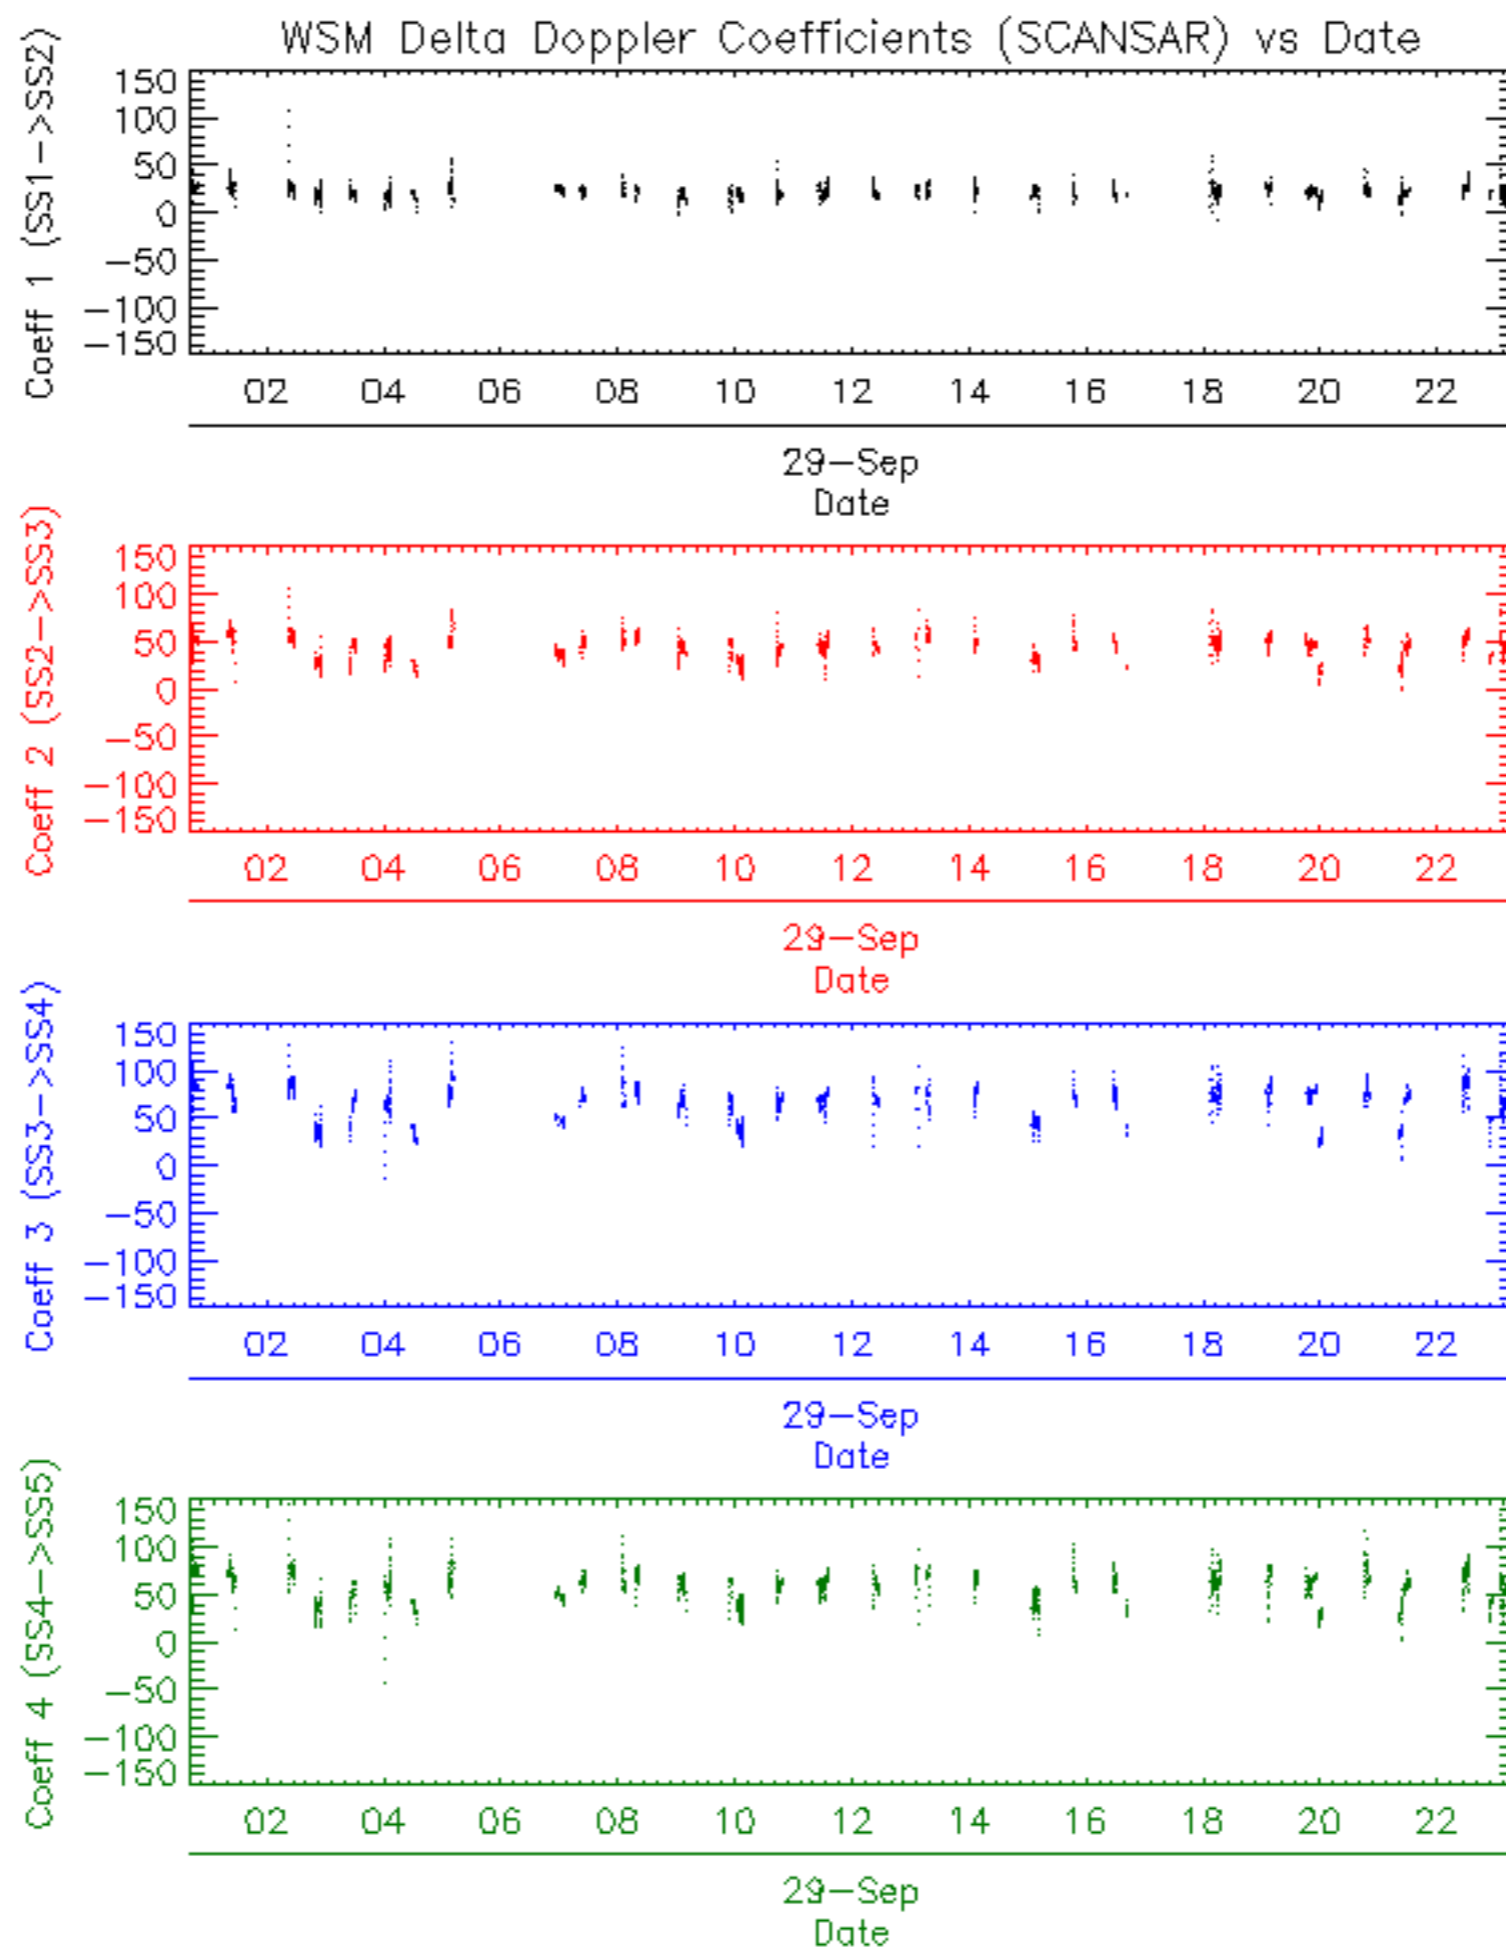 WSM Delta Doppler Coefficients (SCANSAR) vs Date
Coeff 1 (SS1->SS2)
150
100
50
0
-50
-100
-150
02 04 06 08 10 12 14 16 18 20 22
29-Sep
Date
Coeff 2 (SS2->SS3)
150
100
50
0
-50
-100
-150
02 04 06 08 10 12 14 16 18 20 22
29-Sep
Date
Coeff 3 (SS3->SS4)
150
100
50
0
-50
-100
-150
02 04 06 08 10 12 14 16 18 20 22
29-Sep
Date
Coeff 4 (SS4->SS5)
150
100
50
0
-50
-100
-150
02 04 06 08 10 12 14 16 18 20 22
29-Sep
Date